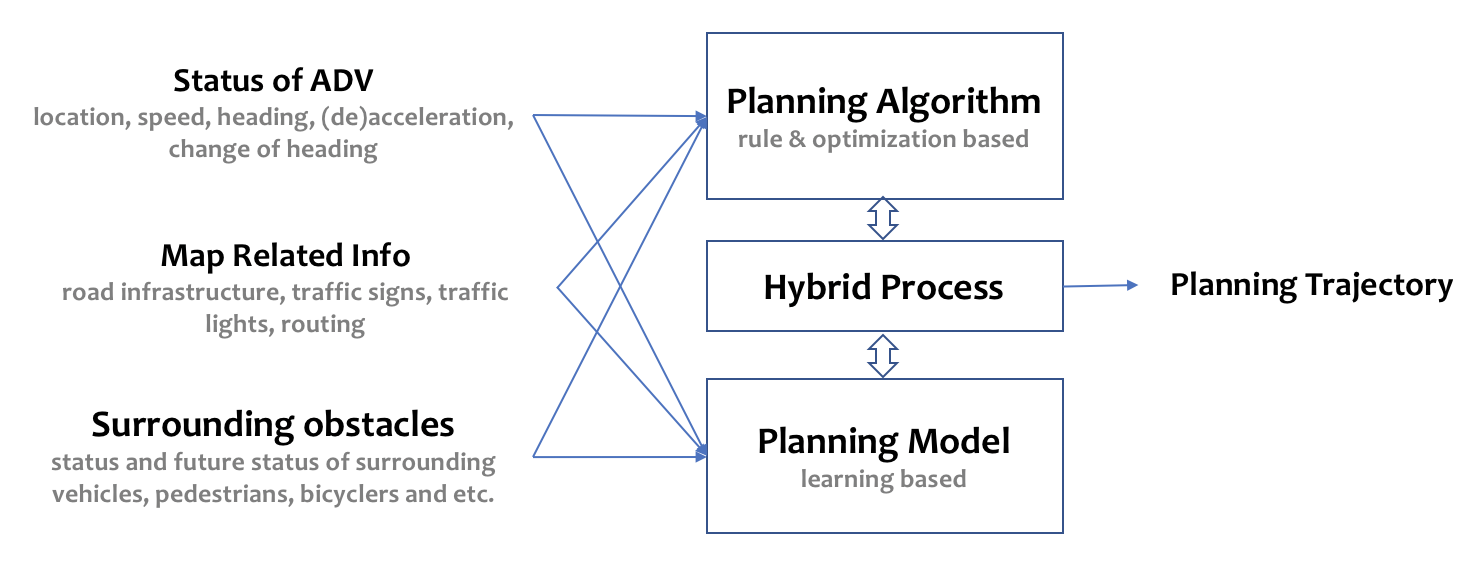 Status of ADV
location, speed, heading, (de)acceleration,
change of heading
Map Related Info
road infrastructure, traffic signs, traffic
lights, routing
Surrounding obstacles
status and future status of surrounding
vehicles, pedestrians, bicyclers and etc.
Planning Algorithm
rule & optimization based
Hybrid Process
Planning Model
learning based
Planning Trajectory